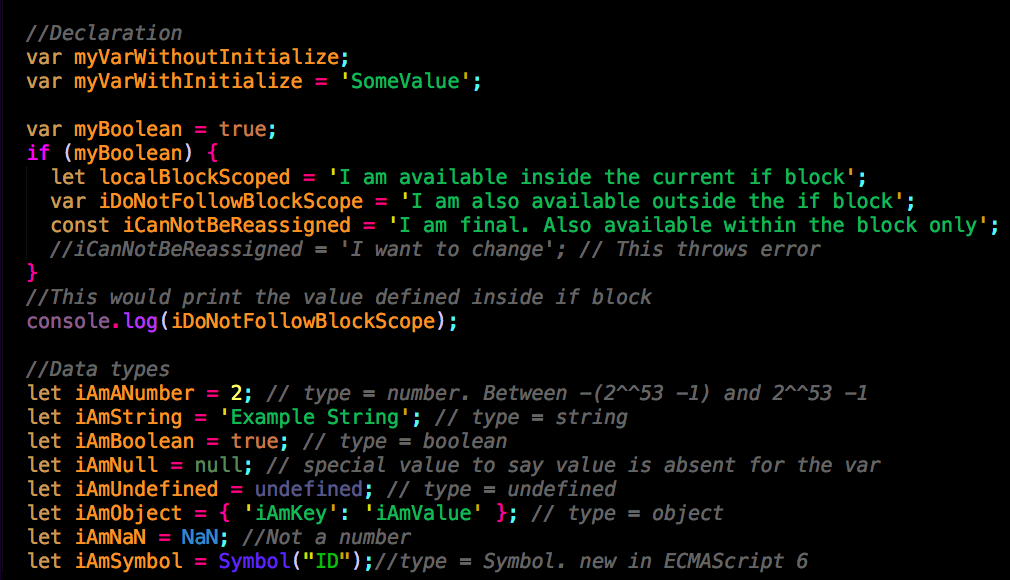 //Declaration
var myVarWithoutInitialize;
var myVarWithInitialize = 'SomeValue';
var myBoolean = true;
if (myBoolean) {
let localBlockScoped = 'I am available inside the current if block';
var iDoNotFollowBlockScope = 'I am also available outside the if block';
const iCanNotBeReassigned = 'I am final. Also available within the block only';
//iCanNotBeReassigned = 'I want to change'; // This throws error
}
//This would print the value defined inside if block
console.log(iDoNotFollowBlockScope);
//Data types
let iAmANumber = 2; // type = number. Between -(2^^53 -1) and 2^^53 -1
let iAmString = 'Example String'; // type = string
let iAmBoolean = true; // type = boolean
let iAmNull = null; // special value to say value is absent for the var
let iAmUndefined = undefined; // type = undefined
let iAmObject = { 'iAmKey': 'iAmValue' }; // type = object
let iAmNaN = NaN; //Not a number
let iAmSymbol = Symbol("ID");//type = Symbol. new in ECMAScript 6